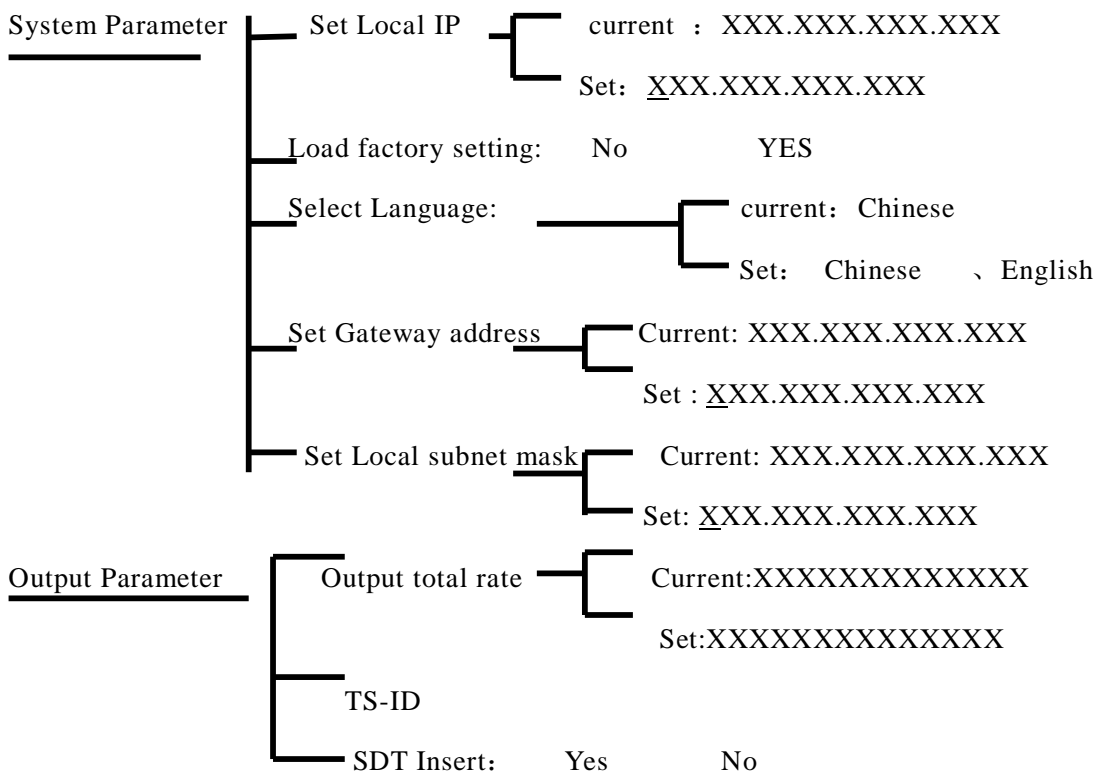 System Parameter Set Local IP current ： XXX.XXX.XXX.XXX
Set： XXX.XXX.XXX.XXX
Load factory setting: No YES
Select Language: current：Chinese
Set： Chinese 、English
Set Gateway address Current: XXX.XXX.XXX.XXX
Set : XXX.XXX.XXX.XXX
Set Local subnet mask Current: XXX.XXX.XXX.XXX
Set: XXX.XXX.XXX.XXX
Output Parameter Output total rate Current:XXXXXXXXXXXXX
Set:XXXXXXXXXXXXXX
TS-ID
SDT Insert： Yes No